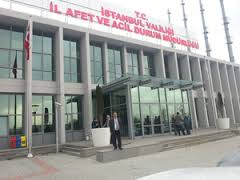 T.C.
İSTANBUL VALİLİĞİ
İL AFET VE ACİL DURUM MÜDÜRLÜĞÜ